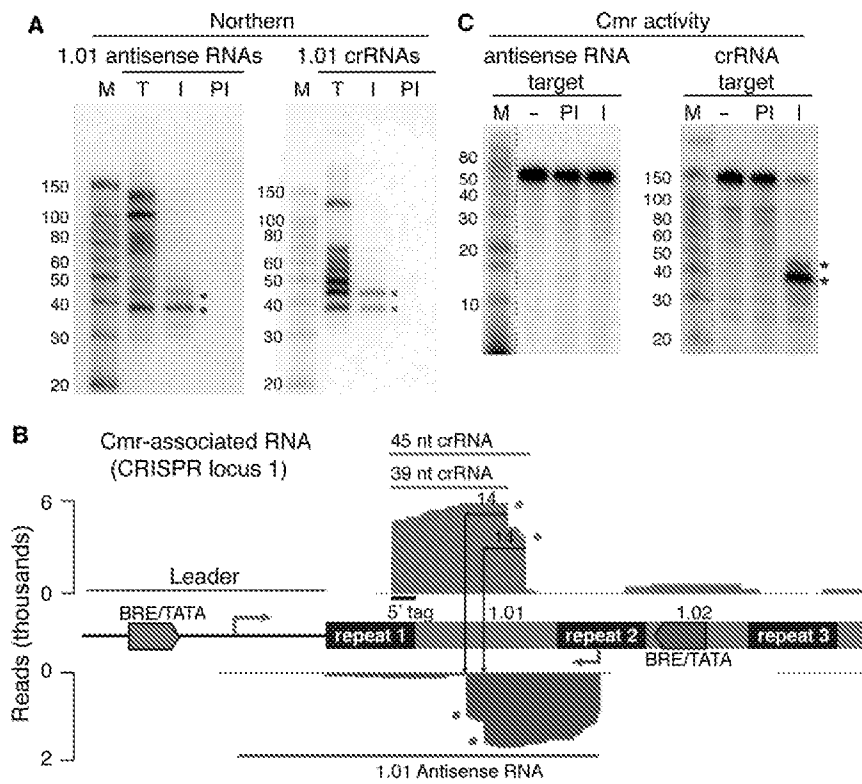 A
Northern
1.01 antisense RNAs
1.01 crRNAs
M T I PI
M T I PI
150
100
80
60
50
40
30
20
150
100
80
60
50
40
30
20
C
Cmr activity
antisense RNA target
crRNA target
M – PI I
M – PI I
80
50
40
30
20
10
150
100
80
60
50
40
30
20
*
*
B
Cmr-associated RNA
(CRISPR locus 1)
45 nt crRNA
39 nt crRNA
14
Reads (thousands)
6
0
Leader
BRE/TATA
5' tag
1.01
1.02
repeat 1
repeat 2
repeat 3
BRE/TATA
0
2
1.01 Antisense RNA